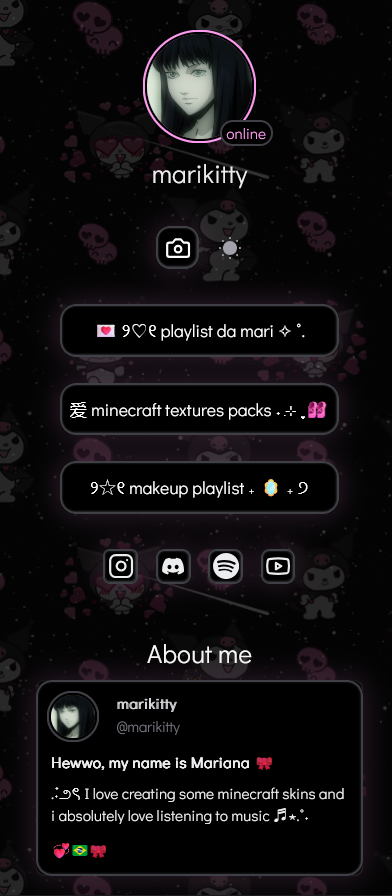 online
marikitty
💌 ୨♡୧ playlist da mari ✧ ˚.
爱 minecraft textures packs ˖ ⊹ ˳🩰
୨☆୧ makeup playlist ₊ 🪞 ₊ ୨
About me
marikitty
@marikitty
Hewwo, my name is Mariana 🎀
.𖥔 ݁ ˖ I love creating some minecraft skins and
i absolutely love listening to music 🎜⋆.˚˖
💞🇧🇷🎀